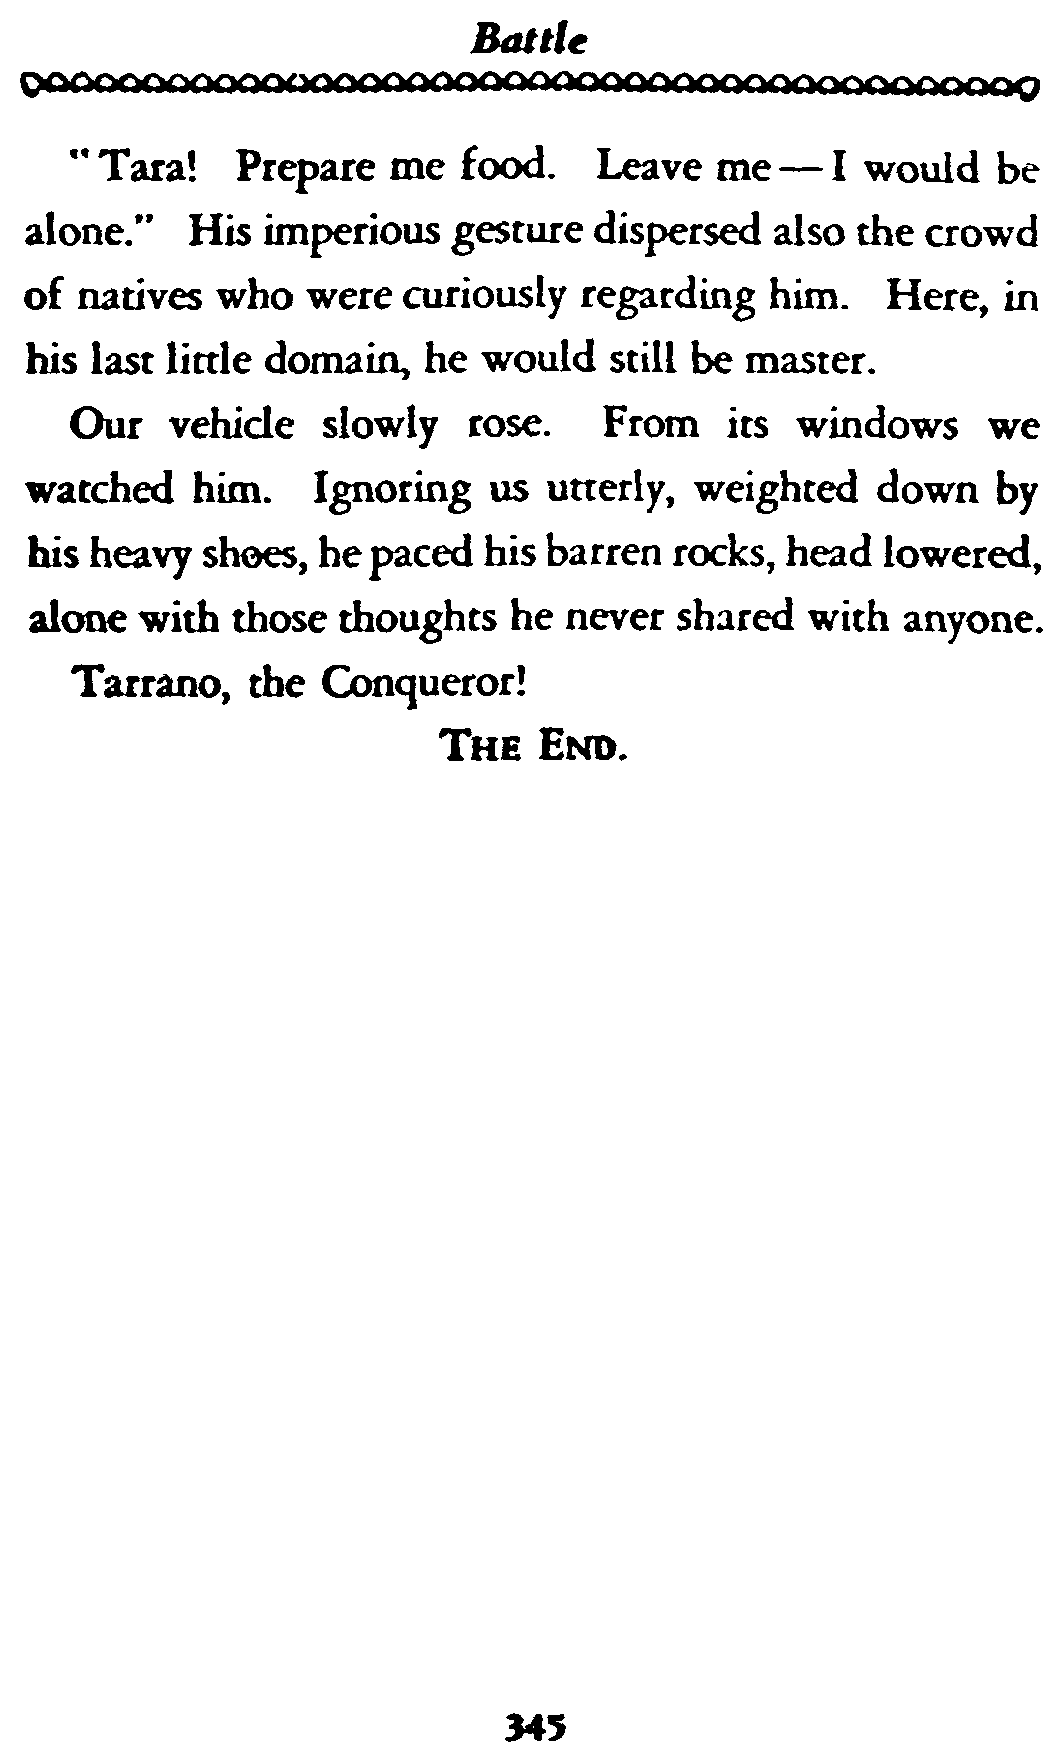 Battle
"Tara! Prepare me food. Leave me—I would be
alone." His imperious gesture dispersed also the crowd
of natives who were curiously regarding him. Here, in
his last little domain, he would still be master.
Our vehicle slowly rose. From its windows we
watched him. Ignoring us utterly, weighted down by
his heavy shoes, he paced his barren rocks, head lowered,
alone with those thoughts he never shared with anyone.
Tarrano, the Conqueror!
THE END.
345